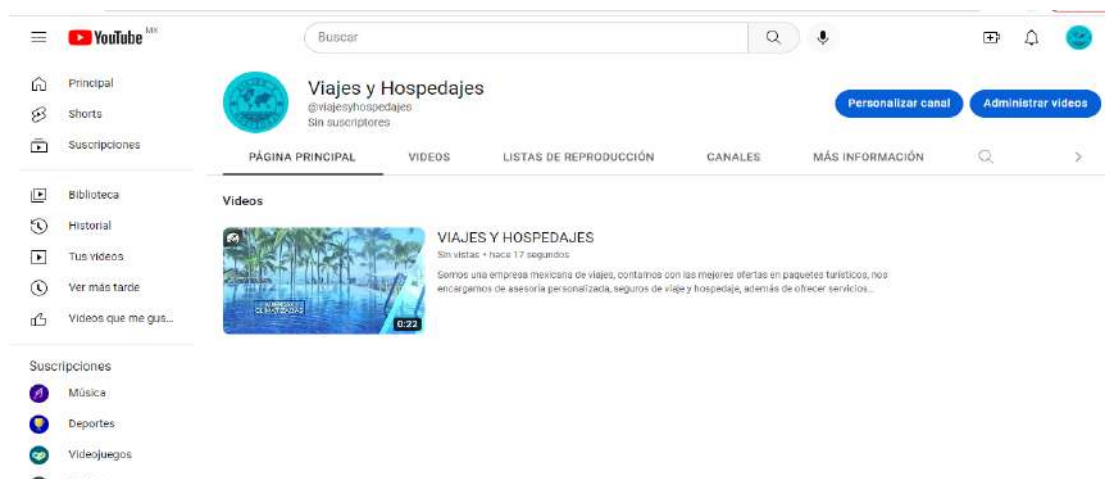 YouTube MX
Buscar
Principal
Shorts
Suscripciones
Viajes y Hospedajes
@viajesyhospedajes
Sin suscriptores
Personalizar canal
Administrar videos
PÁGINA PRINCIPAL
VIDEOS
LISTAS DE REPRODUCCIÓN
CANALES
MÁS INFORMACIÓN
Biblioteca
Historial
Tus videos
Ver más tarde
Videos que me gus...
Videos
VIAJES Y HOSPEDAJES
Sin vistas • hace 17 segundos
Somos una empresa mexicana de viajes, contamos con las mejores ofertas en paquetes turísticos, nos
encargamos de asesoria personalizada, seguros de viaje y hospedaje, además de ofrecer servicios...
ALBERCAS
CLIMATIZADAS
0:22
Suscripciones
Música
Deportes
Videojuegos